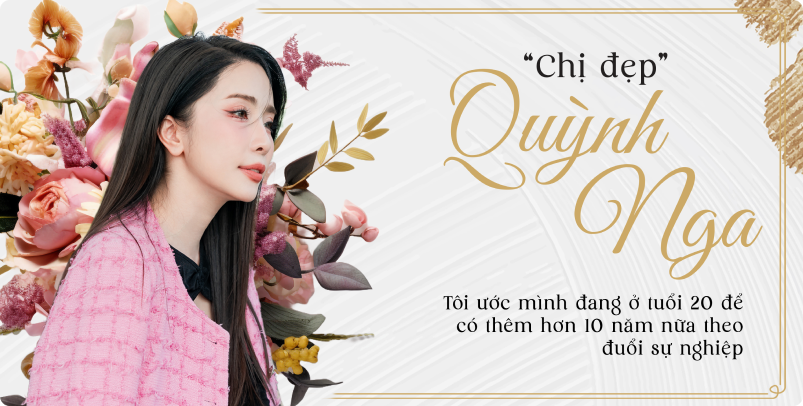 “Chị đẹp”
Quỳnh
Nga
Tôi ước mình đang ở tuổi 20 để
có thêm hơn 10 năm nữa theo
đuổi sự nghiệp